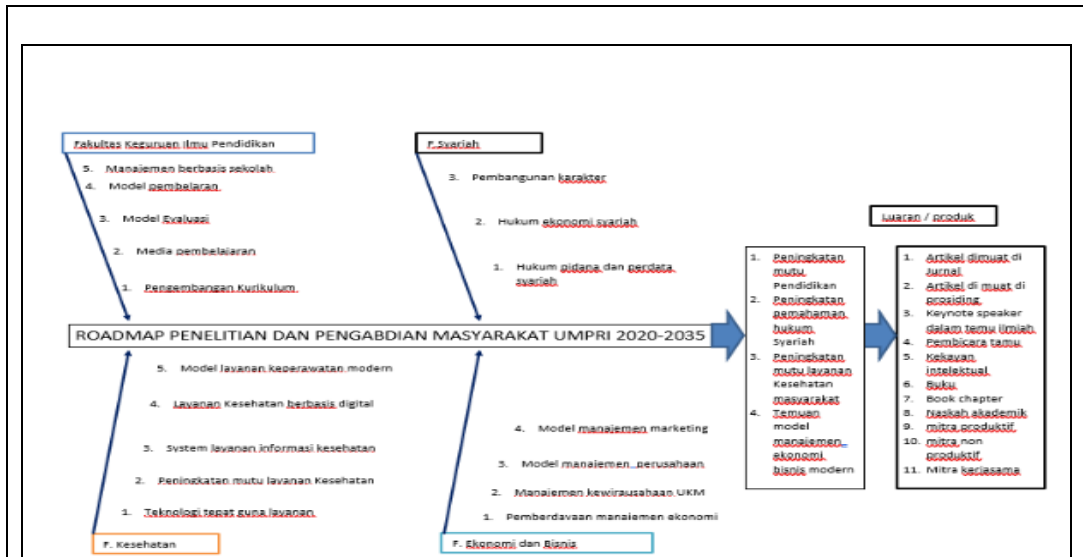 Fakultas Keguruan Ilmu Pendidikan
5. Manajemen berbasis sekolah
4. Model pembelaran
3. Model Evaluasi
2. Media pembelajaran
1. Pengembangan Kurikulum
F.Syariah
3. Pembangunan karakter
2. Hukum ekonomi syariah
1. Hukum pidana dan perdata
syariah
ROADMAP PENELITIAN DAN PENGABDIAN MASYARAKAT UMPRI 2020-2035
5. Model layanan keperawatan modern
4. Layanan Kesehatan berbasis digital
3. System layanan informasi kesehatan
2. Peningkatan mutu layanan Kesehatan
1. Teknologi tepat guna layanan
F. Kesehatan
4. Model manajemen marketing
3. Model manajemen perusahaan
2. Manajemen kewirausahaan UKM
1. Pemberdayaan manajemen ekonomi
F. Ekonomi dan Bisnis
1. Peningkatan
mutu
Pendidikan
2. Peningkatan
pemahaman
hukum
Syariah
3. Peningkatan
mutu layanan
Kesehatan
masyarakat
4. Temuan
model
manajemen
ekonomi
bisnis modern
Luaran / produk
1. Artikel dimuat di
Jurnal
2. Artikel di muat di
prosiding
3. Keynote speaker
dalam temu ilmiah
4. Pembicara tamu
5. Kekayan
intelektual
6. Buku
7. Book chapter
8. Naskah akademik
9. mitra produktif
10. mitra non
produktif
11. Mitra kerjasama